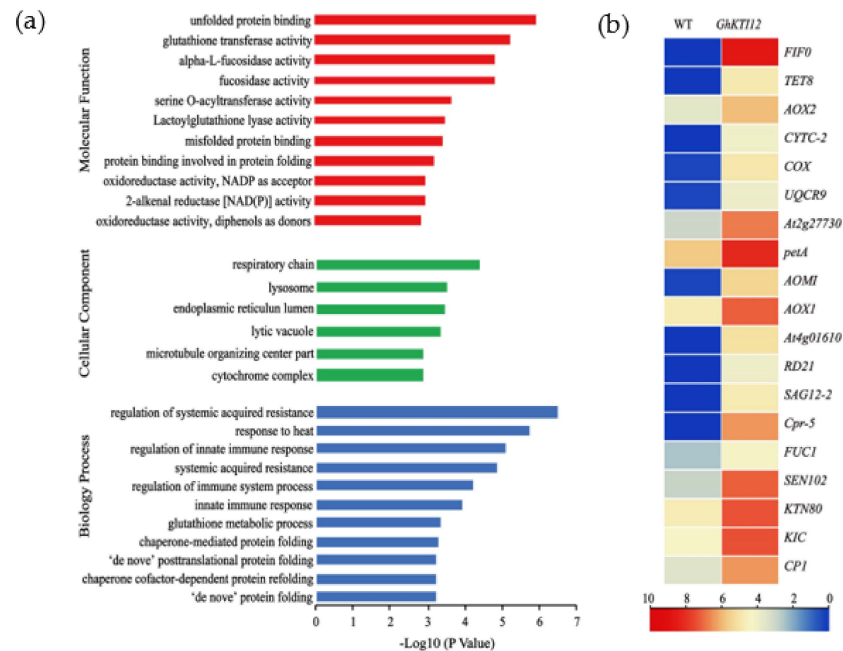 (a)
Molecular Function
unfolded protein binding
glutathione transferase activity
alpha-L-fucosidase activity
fucosidase activity
serine O-acyltransferase activity
Lactoylglutathione lyase activity
misfolded protein binding
protein binding involved in protein folding
oxidoreductase activity, NADP as acceptor
2-alkenal reductase [NAD(P)] activity
oxidoreductase activity, diphenols as donors
Cellular Component
respiratory chain
lysosome
endoplasmic reticulun lumen
lytic vacuole
microtubule organizing center part
cytochrome complex
Biology Process
regulation of systemic acquired resistance
response to heat
regulation of innate immune response
systemic acquired resistance
regulation of immune system process
innate immune response
glutathione metabolic process
chaperone-mediated protein folding
‘de nove’ posttranslational protein folding
chaperone cofactor-dependent protein refolding
‘de nove’ protein folding
0 1 2 3 4 5 6 7
-Log10 (P Value)
(b)
WT GhKTI12
FIF0
TET8
AOX2
CYTC-2
COX
UQCR9
At2g27730
petA
AOMI
AOX1
At4g01610
RD21
SAG12-2
Cpr-5
FUC1
SEN102
KTN80
KIC
CP1
10 8 6 4 2 0